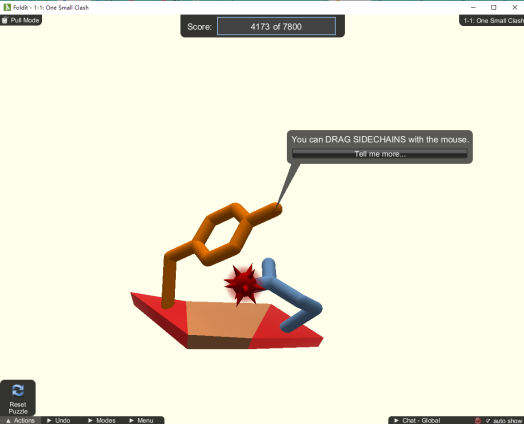 Foldit - 1-1: One Small Clash
Pull Mode
Score: 4173 of 7800
1-1: One Small Clash
You can DRAG SIDECHAINS with the mouse.
Tell me more...
Reset
Puzzle
Actions
Undo
Modes
Menu
Chat - Global
auto show